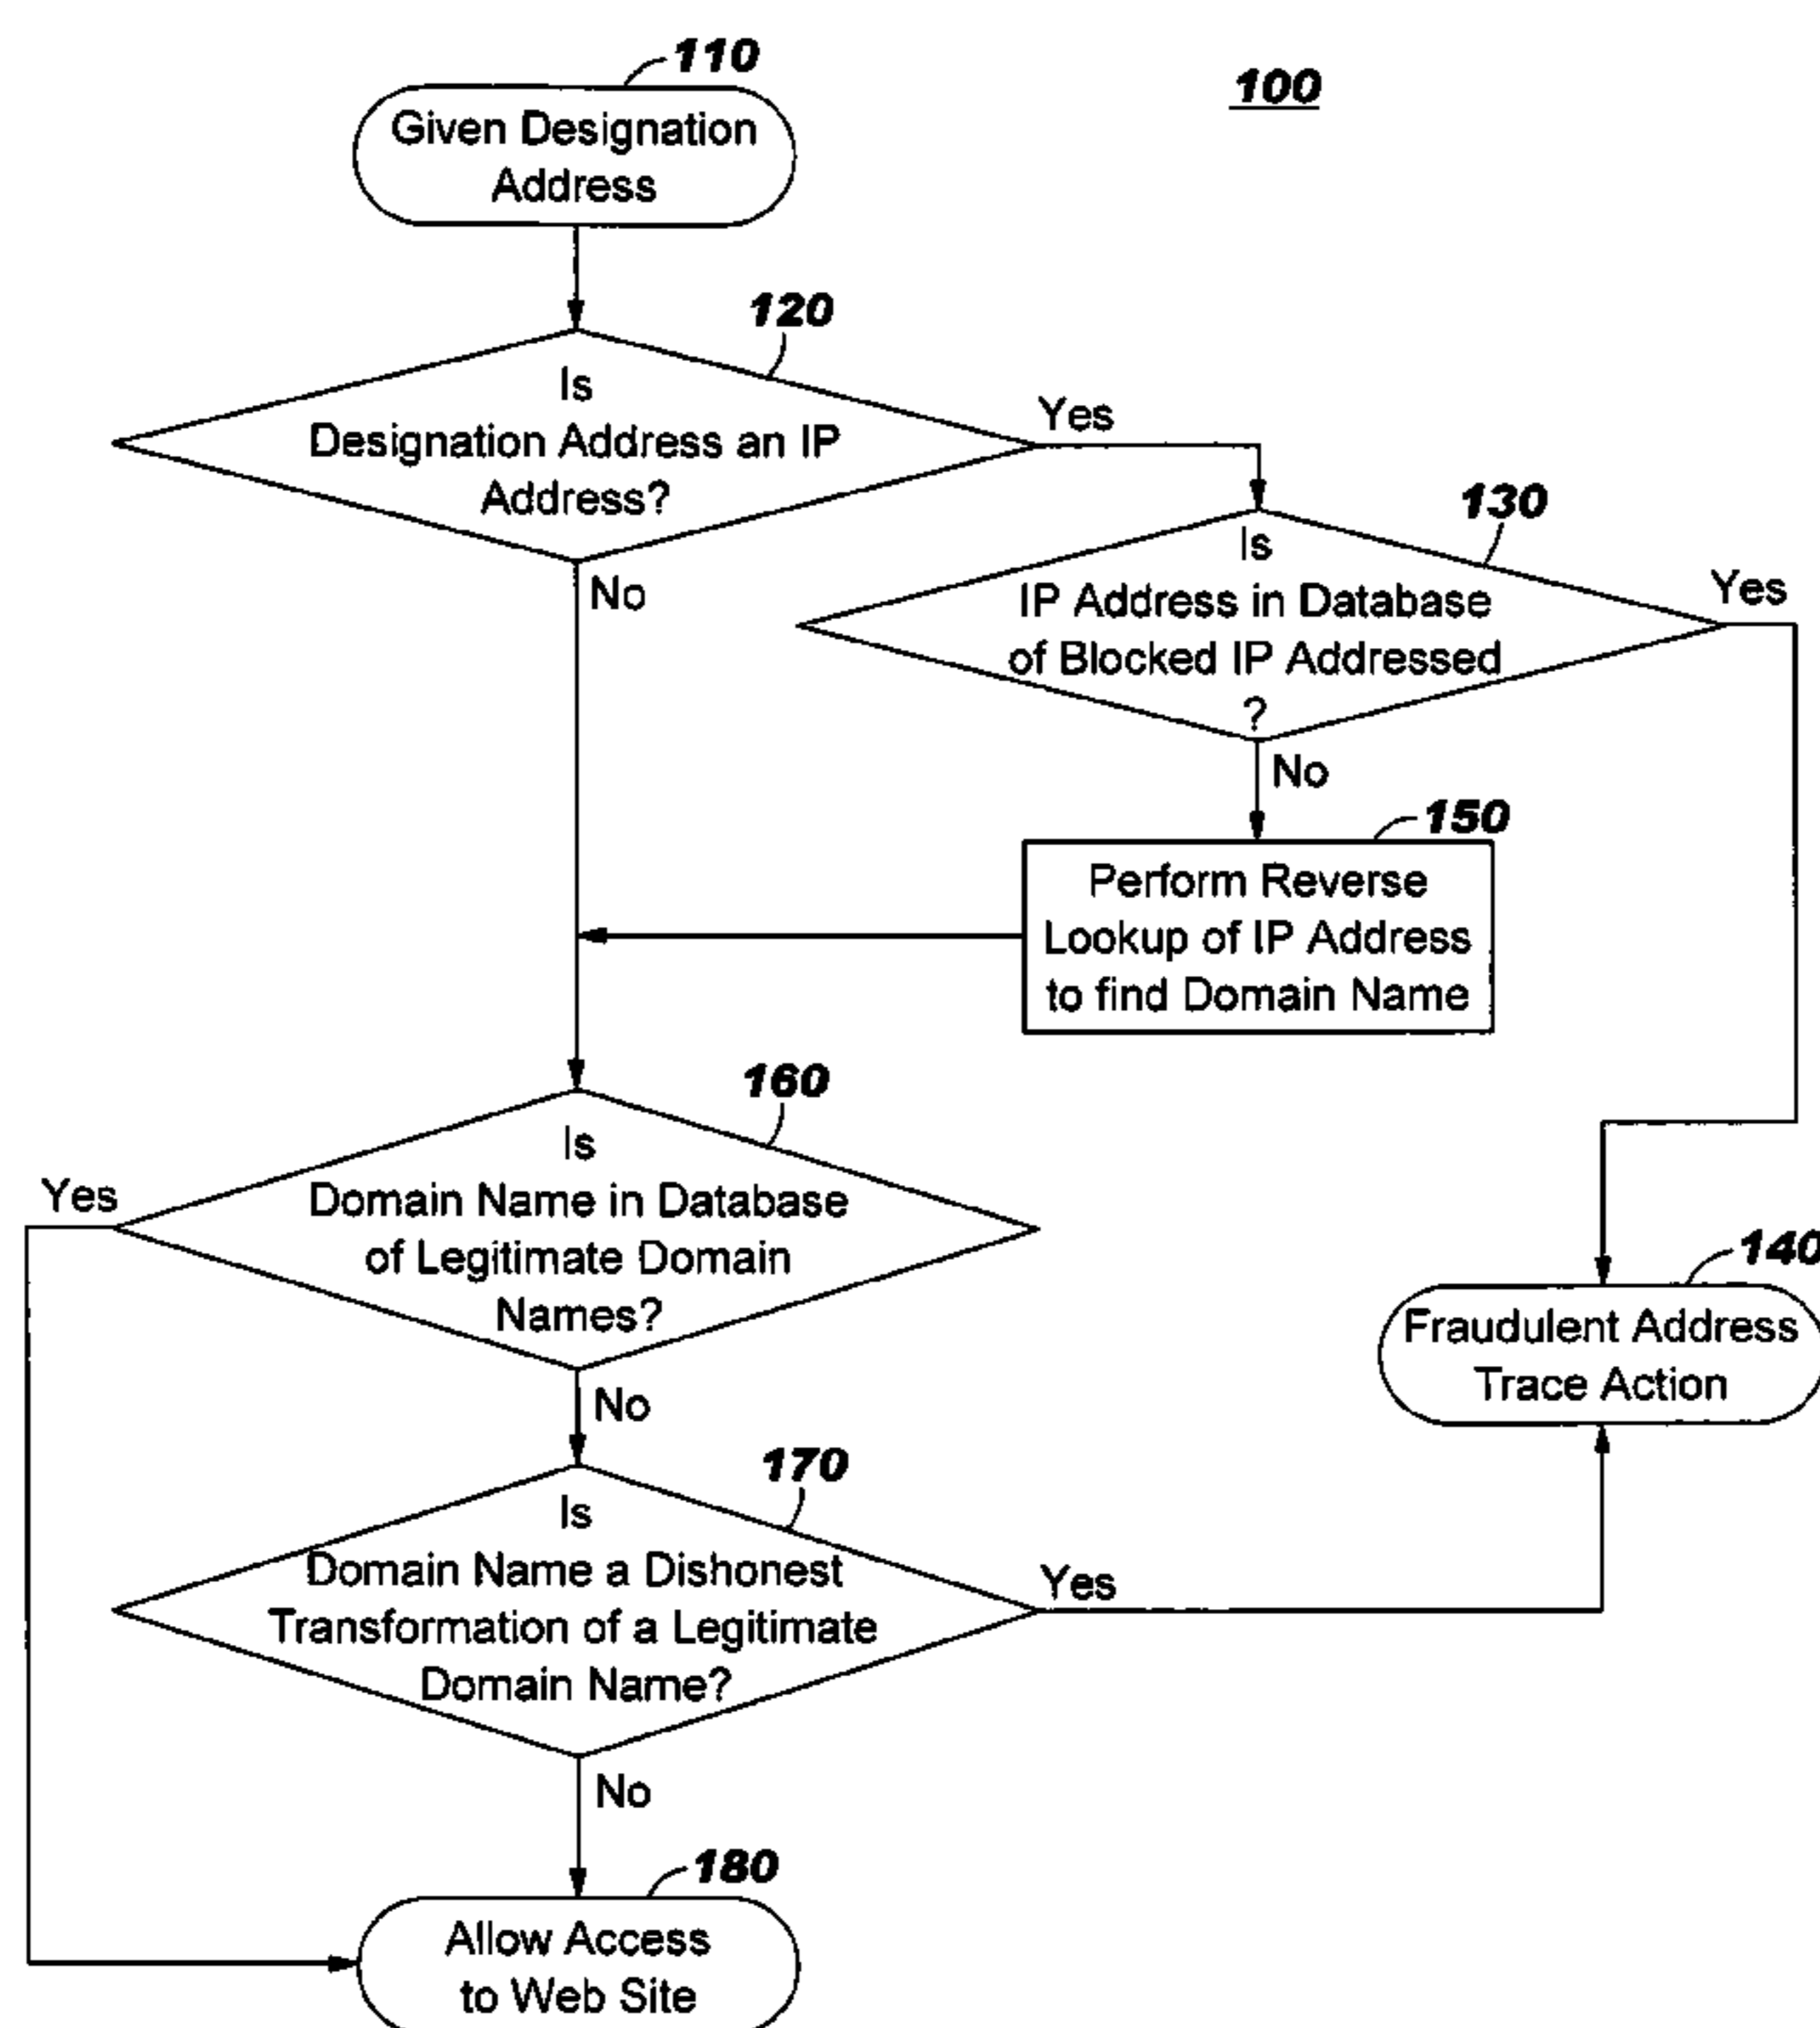 110
100
Given Designation
Address
120
Is
Designation Address an IP
Address?
Yes
No
130
Is
IP Address in Database
of Blocked IP Addressed
?
Yes
No
150
Perform Reverse
Lookup of IP Address
to find Domain Name
160
Is
Domain Name in Database
of Legitimate Domain
Names?
Yes
No
140
Fraudulent Address
Trace Action
170
Is
Domain Name a Dishonest
Transformation of a Legitimate
Domain Name?
Yes
No
180
Allow Access
to Web Site